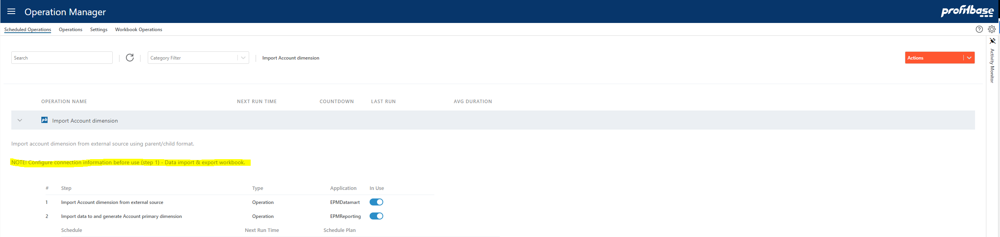 Operation Manager
profitbase
Scheduled Operations Operations Settings Workbook Operations
Search Category Filter Import Account dimension Actions
Activity Monitor
OPERATION NAME NEXT RUN TIME COUNTDOWN LAST RUN AVG DURATION
pb Import Account dimension
Import account dimension from external source using parent/child format.
NOTE! Configure connection information before use (step 1) - Data import & export workbook.
# Step Type Application In Use
1 Import Account dimension from external source Operation EPMDatamart
2 Import data to and generate Account primary dimension Operation EPMReporting
Schedule Next Run Time Schedule Plan